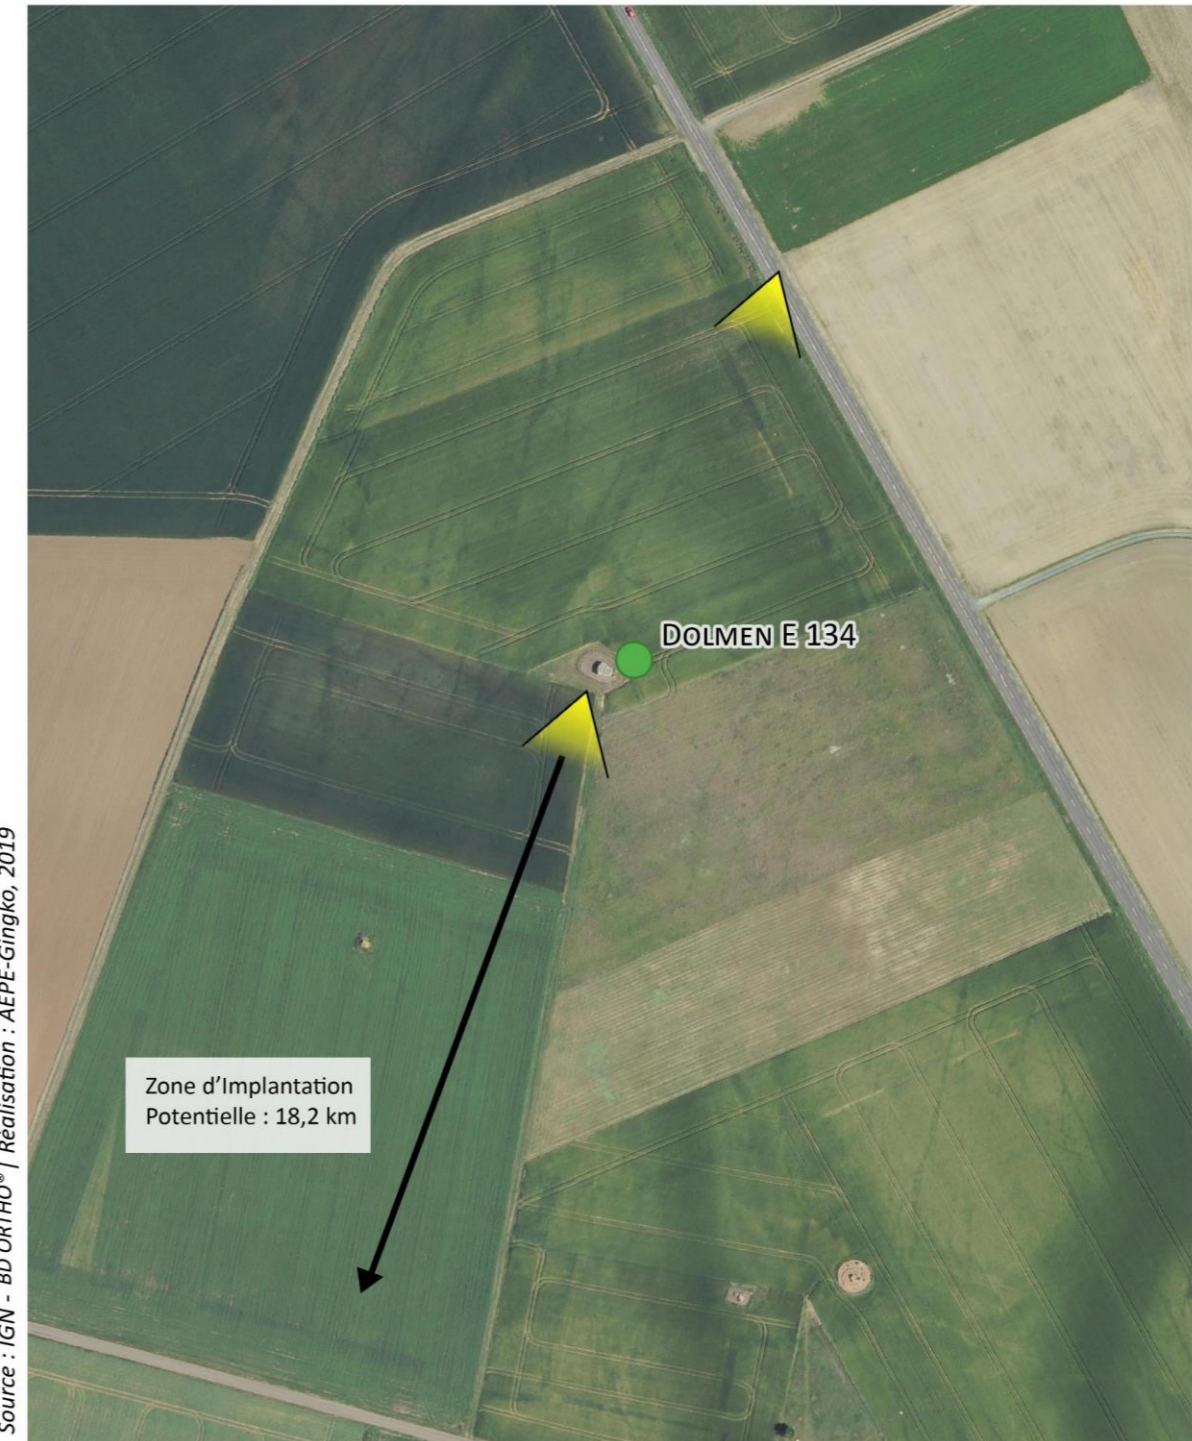 DOLMEN E 134
Zone d'Implantation
Potentielle : 18,2 km
Source : IGN - BD ORTHO® | Réalisation : AEPE-Gingko, 2019